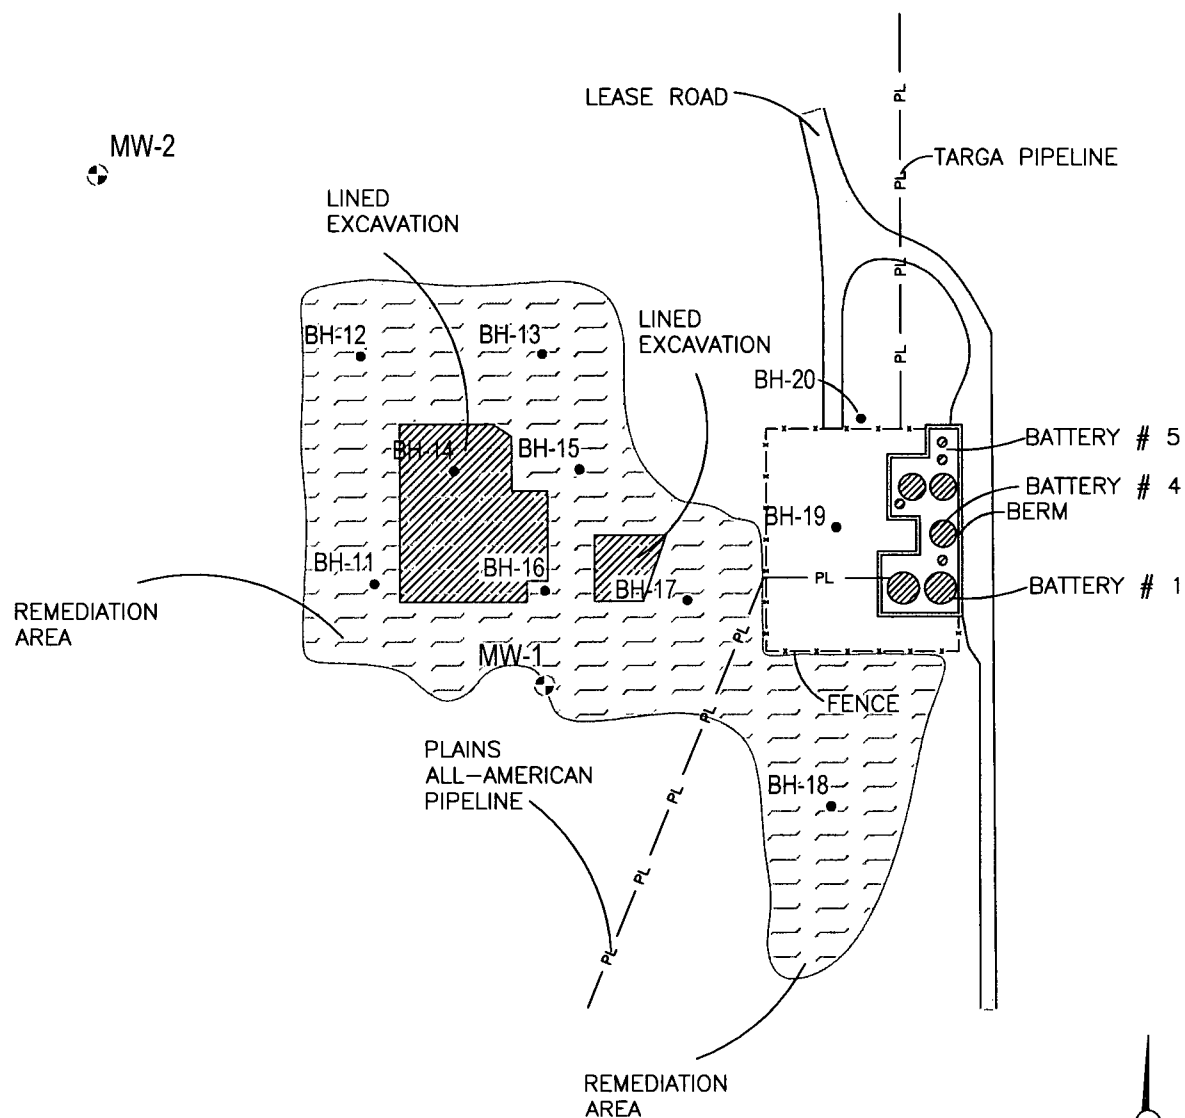 LEASE ROAD
PL
MW-2
TARGA PIPELINE
PL
LINED
EXCAVATION
PL
LINED
EXCAVATION
BH-12
BH-13
PL
BH-20
BATTERY # 5
BH-14
BH-15
BATTERY # 4
BERM
BH-19
BH-11
BH-16
BH-17
PL
BATTERY # 1
REMEDIATION
AREA
PL
MW-1
FENCE
PL
PLAINS
ALL-AMERICAN
PIPELINE
BH-18
PL
PL
PL
REMEDIATION
AREA